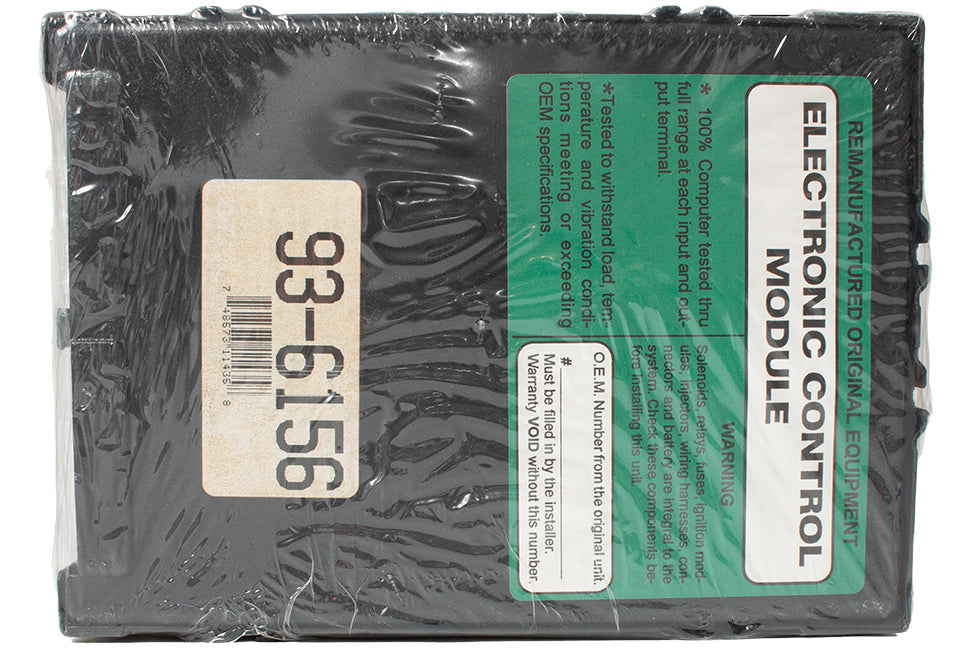 REMANUFACTURED ORIGINAL EQUIPMENT
ELECTRONIC CONTROL
MODULE
* 100% Computer tested thru
full range at each input and out-
put terminal.
*Tested to withstand load, tem-
perature and vibration condi-
tions meeting or exceeding
OEM specifications.
WARNING
Solenoids, relays, fuses, ignition mod-
ules, injectors, wiring harnesses, con-
nectors and battery are integral to the
system. Check these components be-
fore installing this unit.
O.E.M. Number from the original unit.
#
Must be filled in by the installer.
Warranty VOID without this number.
93-6156
7 48573 11435 8